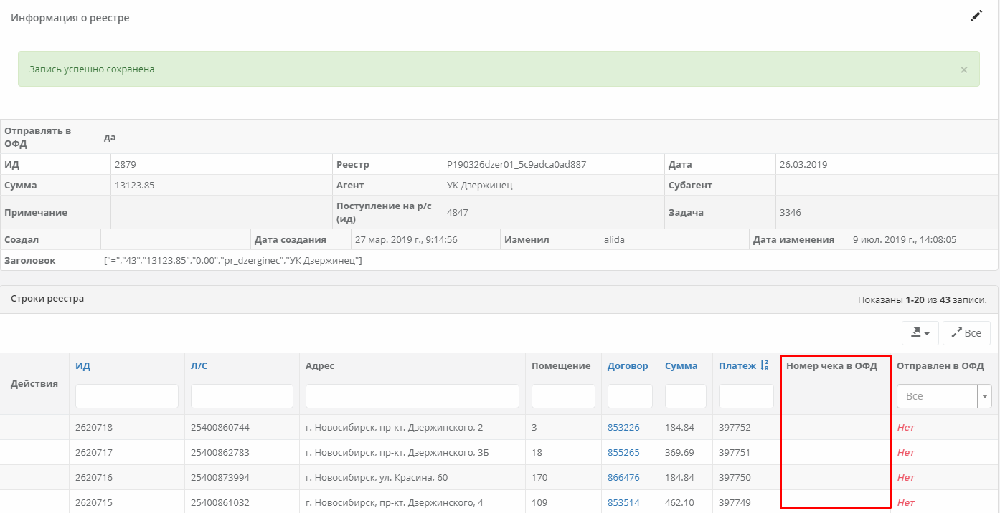 Информация о реестре
Запись успешно сохранена ×
Отправлять в ОФД да
ИД 2879 Реестр P190326dzer01_5c9adca0ad887 Дата 26.03.2019
Сумма 13123.85 Агент УК Дзержинец Субагент
Примечание Поступление на р/с (ид) 4847 Задача 3346
Создал Дата создания 27 мар. 2019 г., 9:14:56 Изменил alida Дата изменения 9 июл. 2019 г., 14:08:05
Заголовок ["=","43","13123.85","0.00","pr_dzerginec","УК Дзержинец"]
Строки реестра Показаны 1-20 из 43 записи.
Все
Действия ИД Л/С Адрес Помещение Договор Сумма Платеж Номер чека в ОФД Отправлен в ОФД
Все
2620718 25400860744 г. Новосибирск, пр-кт. Дзержинского, 2 3 853226 184.84 397752 Нет
2620717 25400862783 г. Новосибирск, пр-кт. Дзержинского, 3Б 18 855265 369.69 397751 Нет
2620716 25400873994 г. Новосибирск, ул. Красина, 60 170 866476 184.84 397750 Нет
2620715 25400861032 г. Новосибирск, пр-кт. Дзержинского, 4 109 853514 462.10 397749 Нет